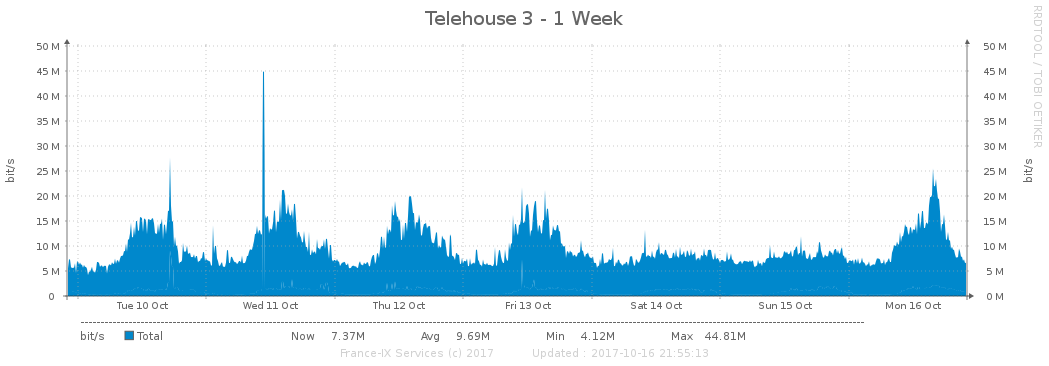 Telehouse 3 - 1 Week
RRDTOOL / TOBI OETIKER
bit/s
bit/s
50 M 50 M
45 M 45 M
40 M 40 M
35 M 35 M
30 M 30 M
25 M 25 M
20 M 20 M
15 M 15 M
10 M 10 M
5 M 5 M
0 0 M
Tue 10 Oct Wed 11 Oct Thu 12 Oct Fri 13 Oct Sat 14 Oct Sun 15 Oct Mon 16 Oct
bit/s Total Now 7.37M Avg 9.69M Min 4.12M Max 44.81M
France-IX Services (c) 2017 Updated : 2017-10-16 21:55:13